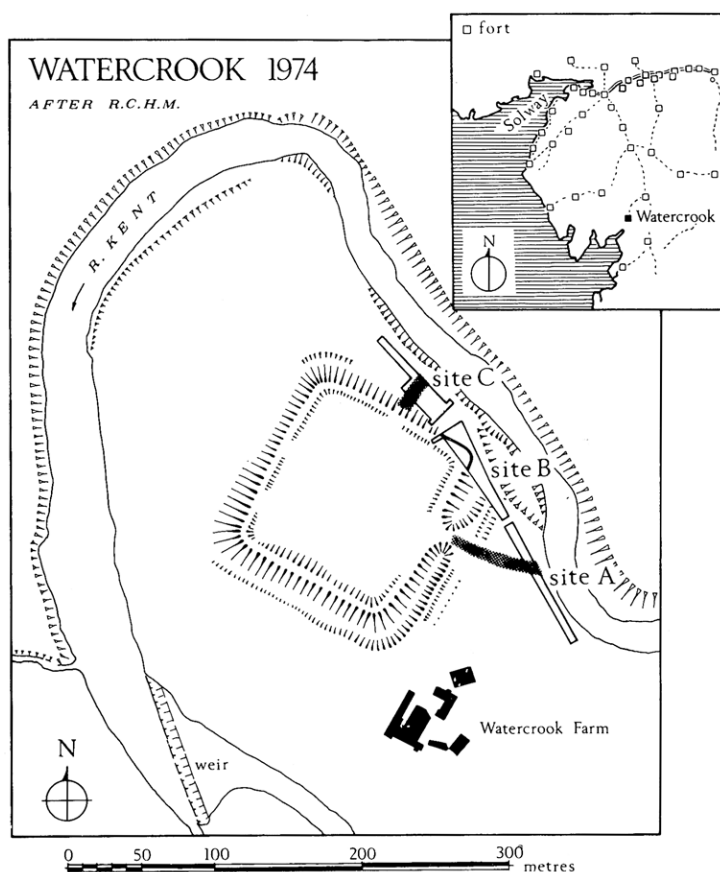 WATERCROOK 1974
AFTER R.C.H.M.
fort
Solway
Watercrook
N
R. KENT
site C
site B
site A
Watercrook Farm
weir
N
0 50 100 200 300
metres